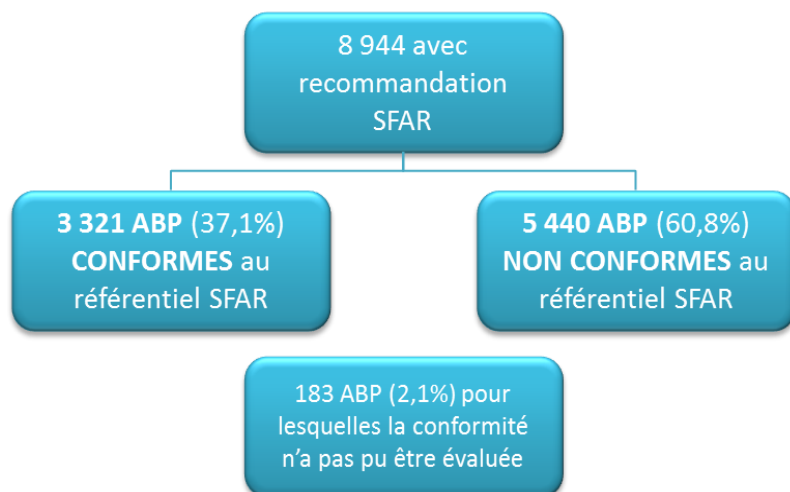 8 944 avec
recommandation
SFAR
3 321 ABP (37,1%)
CONFORMES au
référentiel SFAR
5 440 ABP (60,8%)
NON CONFORMES au
référentiel SFAR
183 ABP (2,1%) pour
lesquelles la conformité
n'a pas pu être évaluée